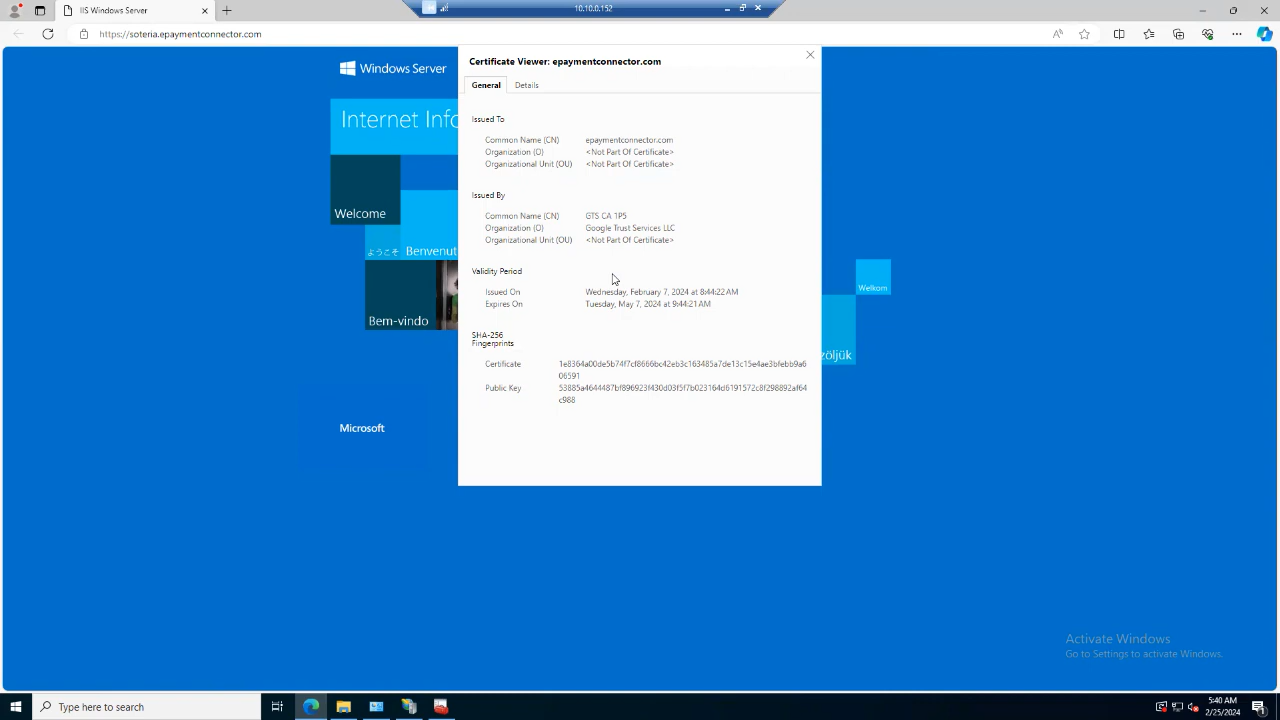 IIS Windows Server
10.10.0.152
https://soteria.epaymentconnector.com
Windows Server
Internet Info
Welcome
ようこそ
Benvenut
Bem-vindo
Microsoft
Certificate Viewer: epaymentconnector.com
General
Details
Issued To
Common Name (CN) epaymentconnector.com
Organization (O) <Not Part Of Certificate>
Organizational Unit (OU) <Not Part Of Certificate>
Issued By
Common Name (CN) GTS CA 1P5
Organization (O) Google Trust Services LLC
Organizational Unit (OU) <Not Part Of Certificate>
Validity Period
Issued On Wednesday, February 7, 2024 at 8:44:22 AM
Expires On Tuesday, May 7, 2024 at 9:44:21 AM
SHA-256
Fingerprints
Certificate 1e8364a00de5b74f7cf8666bc42eb3c163485a7de13c15e4ae3bfebb9a6
06591
Public Key 53885a4644487bf896923f430d03f5f7b023164d6191572c8f298892af64
c988
Welkom
zöljük
Activate Windows
Go to Settings to activate Windows.
Type here to search
5:40 AM
2/25/2024